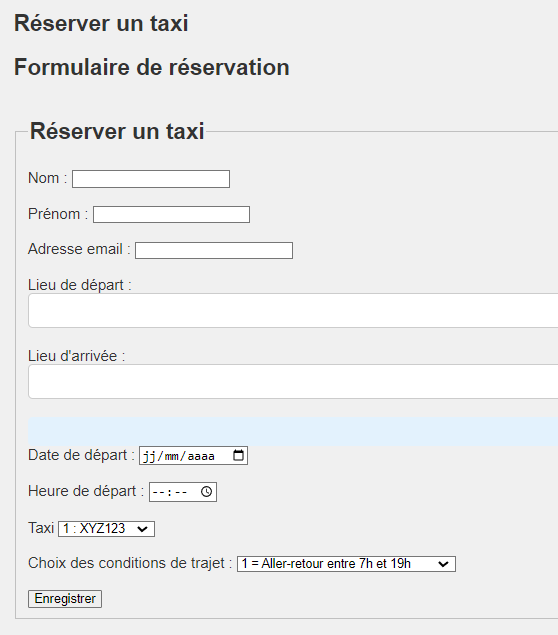 Réserver un taxi
Formulaire de réservation
Réserver un taxi
Nom :
Prénom :
Adresse email :
Lieu de départ :
Lieu d'arrivée :
Date de départ : jj/mm/aaaa
Heure de départ : --:--
Taxi 1 : XYZ123
Choix des conditions de trajet : 1 = Aller-retour entre 7h et 19h
Enregistrer